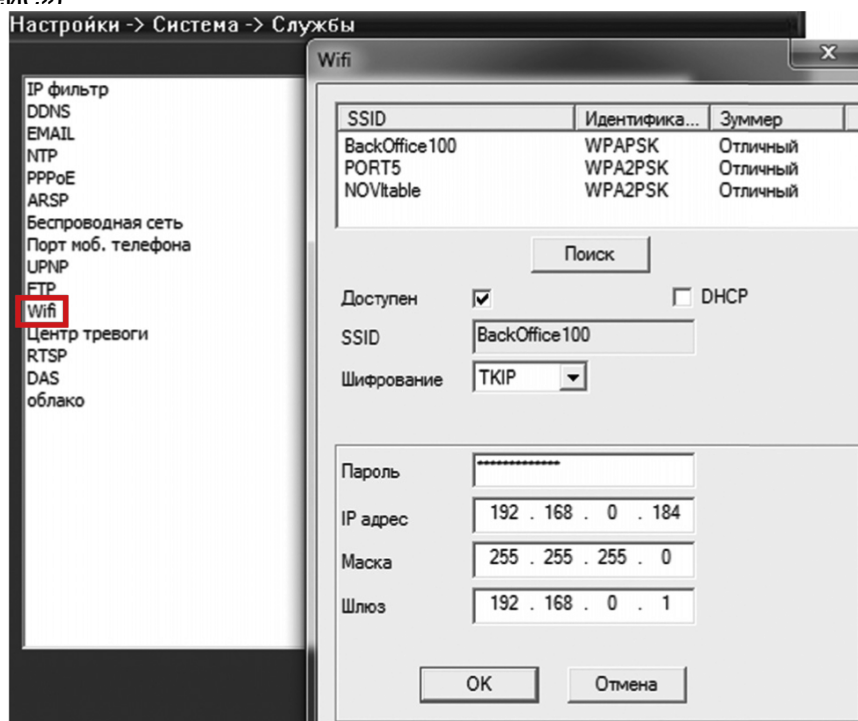 Настройки -> Система -> Службы
IP фильтр
DDNS
EMAIL
NTP
PPPoE
ARSP
Беспроводная сеть
Порт моб. телефона
UPNP
FTP
Wifi
Центр тревоги
RTSP
DAS
облако
Wifi
SSID Идентифика... Зуммер
BackOffice100 WPAPSK Отличный
PORT5 WPA2PSK Отличный
NOVItable WPA2PSK Отличный
Поиск
Доступен DHCP
SSID BackOffice100
Шифрование TKIP
Пароль *************
IP адрес 192 . 168 . 0 . 184
Маска 255 . 255 . 255 . 0
Шлюз 192 . 168 . 0 . 1
OK Отмена